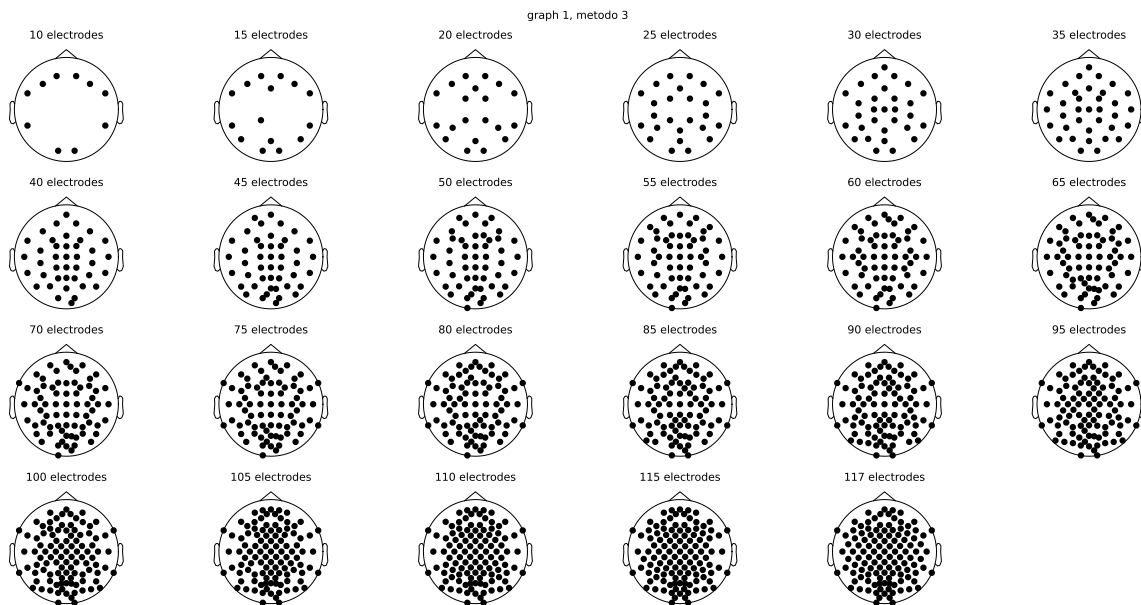 graph 1, metodo 3
10 electrodes
15 electrodes
20 electrodes
25 electrodes
30 electrodes
35 electrodes
40 electrodes
45 electrodes
50 electrodes
55 electrodes
60 electrodes
65 electrodes
70 electrodes
75 electrodes
80 electrodes
85 electrodes
90 electrodes
95 electrodes
100 electrodes
105 electrodes
110 electrodes
115 electrodes
117 electrodes